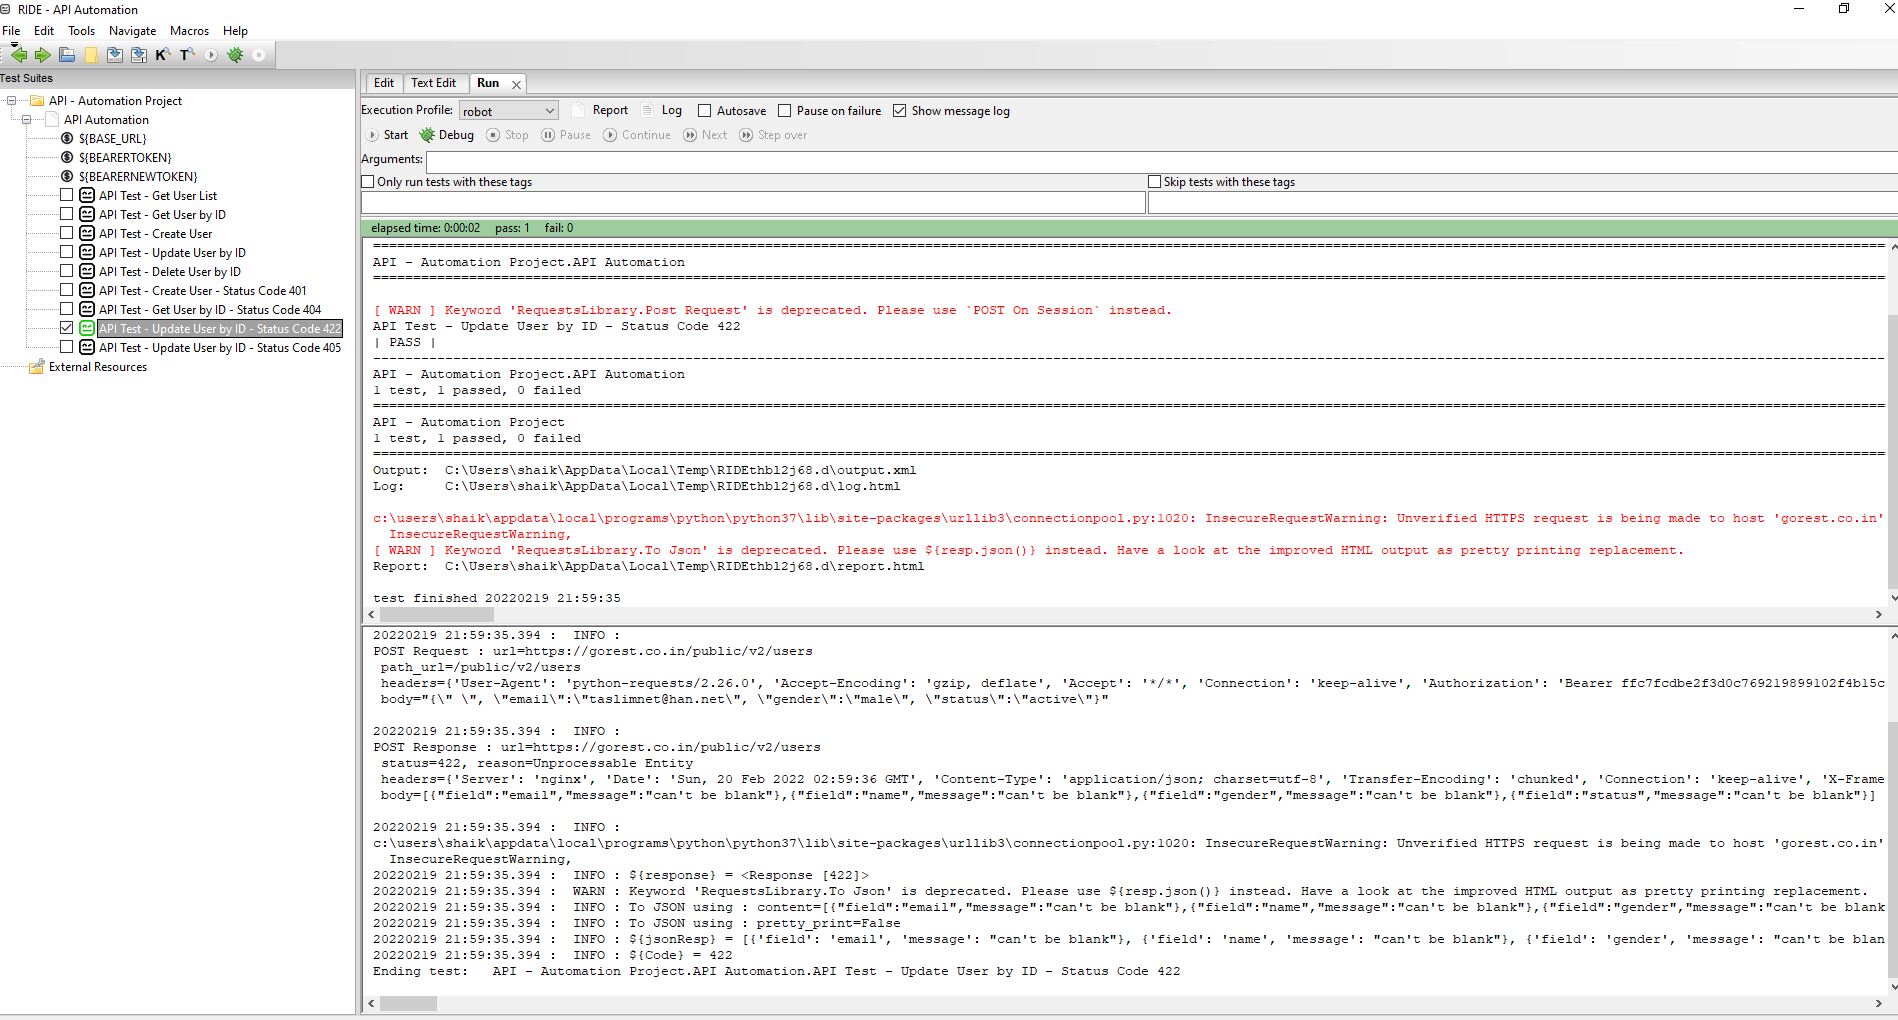 RIDE - API Automation
File Edit Tools Navigate Macros Help
Test Suites
API - Automation Project
API Automation
${BASE_URL}
${BEARERTOKEN}
${BEARERNEWTOKEN}
API Test - Get User List
API Test - Get User by ID
API Test - Create User
API Test - Update User by ID
API Test - Delete User by ID
API Test - Create User - Status Code 401
API Test - Get User by ID - Status Code 404
API Test - Update User by ID - Status Code 422
API Test - Update User by ID - Status Code 405
External Resources
Edit Text Edit Run
Execution Profile: robot Report Log Autosave Pause on failure Show message log
Start Debug Stop Pause Continue Next Step over
Arguments:
Only run tests with these tags Skip tests with these tags
elapsed time: 0:00:02 pass: 1 fail: 0
==============================================================================
API - Automation Project.API Automation
==============================================================================
[ WARN ] Keyword 'RequestsLibrary.Post Request' is deprecated. Please use `POST On Session` instead.
API Test - Update User by ID - Status Code 422
| PASS |
------------------------------------------------------------------------------
API - Automation Project.API Automation
1 test, 1 passed, 0 failed
==============================================================================
API - Automation Project
1 test, 1 passed, 0 failed
==============================================================================
Output: C:\Users\shaik\AppData\Local\Temp\RIDEthbl2j68.d\output.xml
Log: C:\Users\shaik\AppData\Local\Temp\RIDEthbl2j68.d\log.html
c:\users\shaik\appdata\local\programs\python\python37\lib\site-packages\urllib3\connectionpool.py:1020: InsecureRequestWarning: Unverified HTTPS request is being made to host 'gorest.co.in'
InsecureRequestWarning,
[ WARN ] Keyword 'RequestsLibrary.To Json' is deprecated. Please use ${resp.json()} instead. Have a look at the improved HTML output as pretty printing replacement.
Report: C:\Users\shaik\AppData\Local\Temp\RIDEthbl2j68.d\report.html
test finished 20220219 21:59:35
20220219 21:59:35.394 : INFO :
POST Request : url=https://gorest.co.in/public/v2/users
path_url=/public/v2/users
headers={'User-Agent': 'python-requests/2.26.0', 'Accept-Encoding': 'gzip, deflate', 'Accept': '*/*', 'Connection': 'keep-alive', 'Authorization': 'Bearer ffc7fcdbe2f3d0c769219899102f4b15c
body="{\" \", \"email\":\"taslimnet@han.net\", \"gender\":\"male\", \"status\":\"active\"}"
20220219 21:59:35.394 : INFO :
POST Response : url=https://gorest.co.in/public/v2/users
status=422, reason=Unprocessable Entity
headers={'Server': 'nginx', 'Date': 'Sun, 20 Feb 2022 02:59:36 GMT', 'Content-Type': 'application/json; charset=utf-8', 'Transfer-Encoding': 'chunked', 'Connection': 'keep-alive', 'X-Frame
body=[{"field":"email","message":"can't be blank"},{"field":"name","message":"can't be blank"},{"field":"gender","message":"can't be blank"},{"field":"status","message":"can't be blank"}]
20220219 21:59:35.394 : INFO :
c:\users\shaik\appdata\local\programs\python\python37\lib\site-packages\urllib3\connectionpool.py:1020: InsecureRequestWarning: Unverified HTTPS request is being made to host 'gorest.co.in'
InsecureRequestWarning,
20220219 21:59:35.394 : INFO : ${response} = <Response [422]>
20220219 21:59:35.394 : WARN : Keyword 'RequestsLibrary.To Json' is deprecated. Please use ${resp.json()} instead. Have a look at the improved HTML output as pretty printing replacement.
20220219 21:59:35.394 : INFO : To JSON using : content=[{"field":"email","message":"can't be blank"},{"field":"name","message":"can't be blank"},{"field":"gender","message":"can't be blank
20220219 21:59:35.394 : INFO : To JSON using : pretty_print=False
20220219 21:59:35.394 : INFO : ${jsonResp} = [{'field': 'email', 'message': "can't be blank"}, {'field': 'name', 'message': "can't be blank"}, {'field': 'gender', 'message': "can't be blan
20220219 21:59:35.394 : INFO : ${Code} = 422
Ending test: API - Automation Project.API Automation.API Test - Update User by ID - Status Code 422